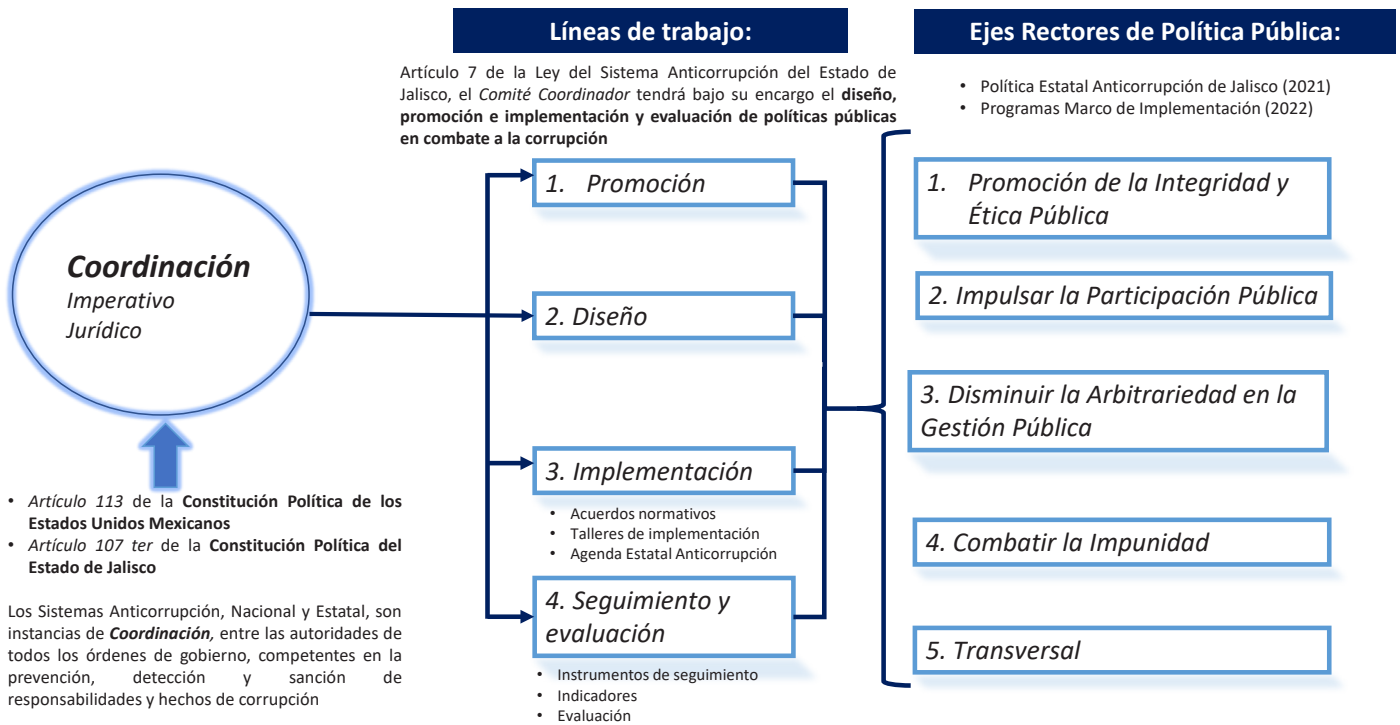 Coordinación
Imperativo
Jurídico
• Artículo 113 de la Constitución Política de los
Estados Unidos Mexicanos
• Artículo 107 ter de la Constitución Política del
Estado de Jalisco
Los Sistemas Anticorrupción, Nacional y Estatal, son
instancias de Coordinación, entre las autoridades de
todos los órdenes de gobierno, competentes en la
prevención, detección y sanción de
responsabilidades y hechos de corrupción
Líneas de trabajo:
Artículo 7 de la Ley del Sistema Anticorrupción del Estado de
Jalisco, el Comité Coordinador tendrá bajo su encargo el diseño,
promoción e implementación y evaluación de políticas públicas
en combate a la corrupción
1. Promoción
2. Diseño
3. Implementación
• Acuerdos normativos
• Talleres de implementación
• Agenda Estatal Anticorrupción
4. Seguimiento y
evaluación
• Instrumentos de seguimiento
• Indicadores
• Evaluación
Ejes Rectores de Política Pública:
• Política Estatal Anticorrupción de Jalisco (2021)
• Programas Marco de Implementación (2022)
1. Promoción de la Integridad y
Ética Pública
2. Impulsar la Participación Pública
3. Disminuir la Arbitrariedad en la
Gestión Pública
4. Combatir la Impunidad
5. Transversal